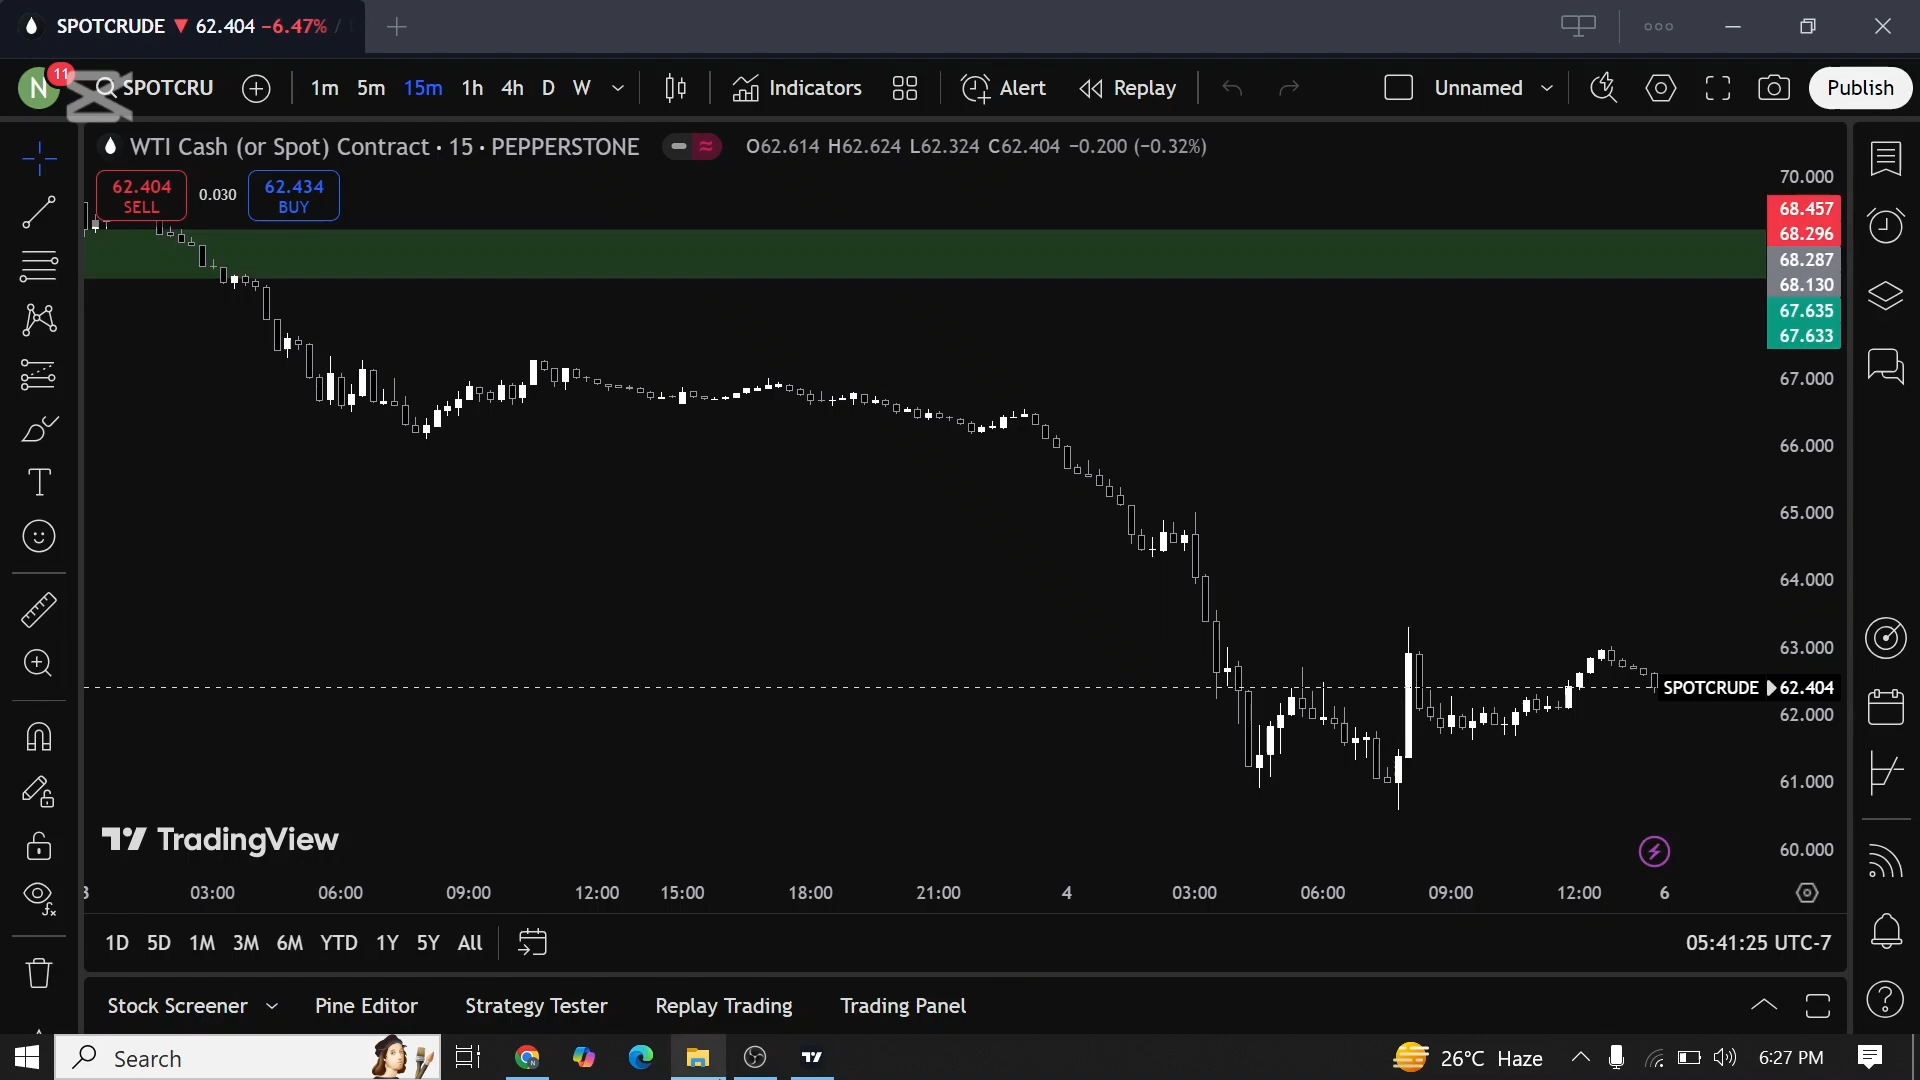 SPOTCRUDE ▼ 62.404 −6.47% /
N 11 SPOTCRU 1m 5m 15m 1h 4h D W Indicators Alert Replay Unnamed Publish
WTI Cash (or Spot) Contract · 15 · PEPPERSTONE O62.614 H62.624 L62.324 C62.404 −0.200 (−0.32%)
62.404 SELL 0.030 62.434 BUY
70.000
68.457
68.296
68.287
68.130
67.635
67.633
67.000
66.000
65.000
64.000
63.000
SPOTCRUDE 62.404
62.000
61.000
60.000
TradingView
03:00 06:00 09:00 12:00 15:00 18:00 21:00 4 03:00 06:00 09:00 12:00 6
1D 5D 1M 3M 6M YTD 1Y 5Y All 05:41:25 UTC-7
Stock Screener Pine Editor Strategy Tester Replay Trading Trading Panel
Search 26°C Haze 6:27 PM